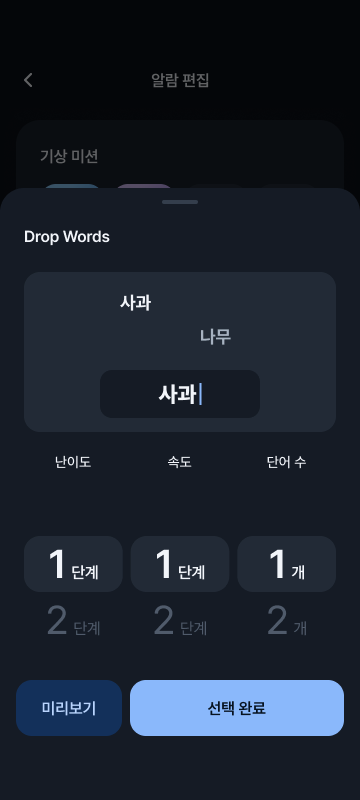 알람 편집
기상 미션
Drop Words
사과
나무
사과
난이도 속도 단어 수
1 단계 1 단계 1 개
2 단계 2 단계 2 개
미리보기 선택 완료